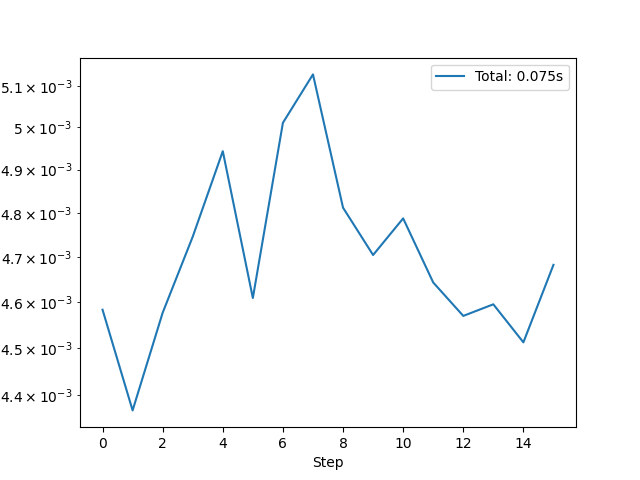 Total: 0.075s
5.1 × 10⁻³
5 × 10⁻³
4.9 × 10⁻³
4.8 × 10⁻³
4.7 × 10⁻³
4.6 × 10⁻³
4.5 × 10⁻³
4.4 × 10⁻³
0 2 4 6 8 10 12 14
Step